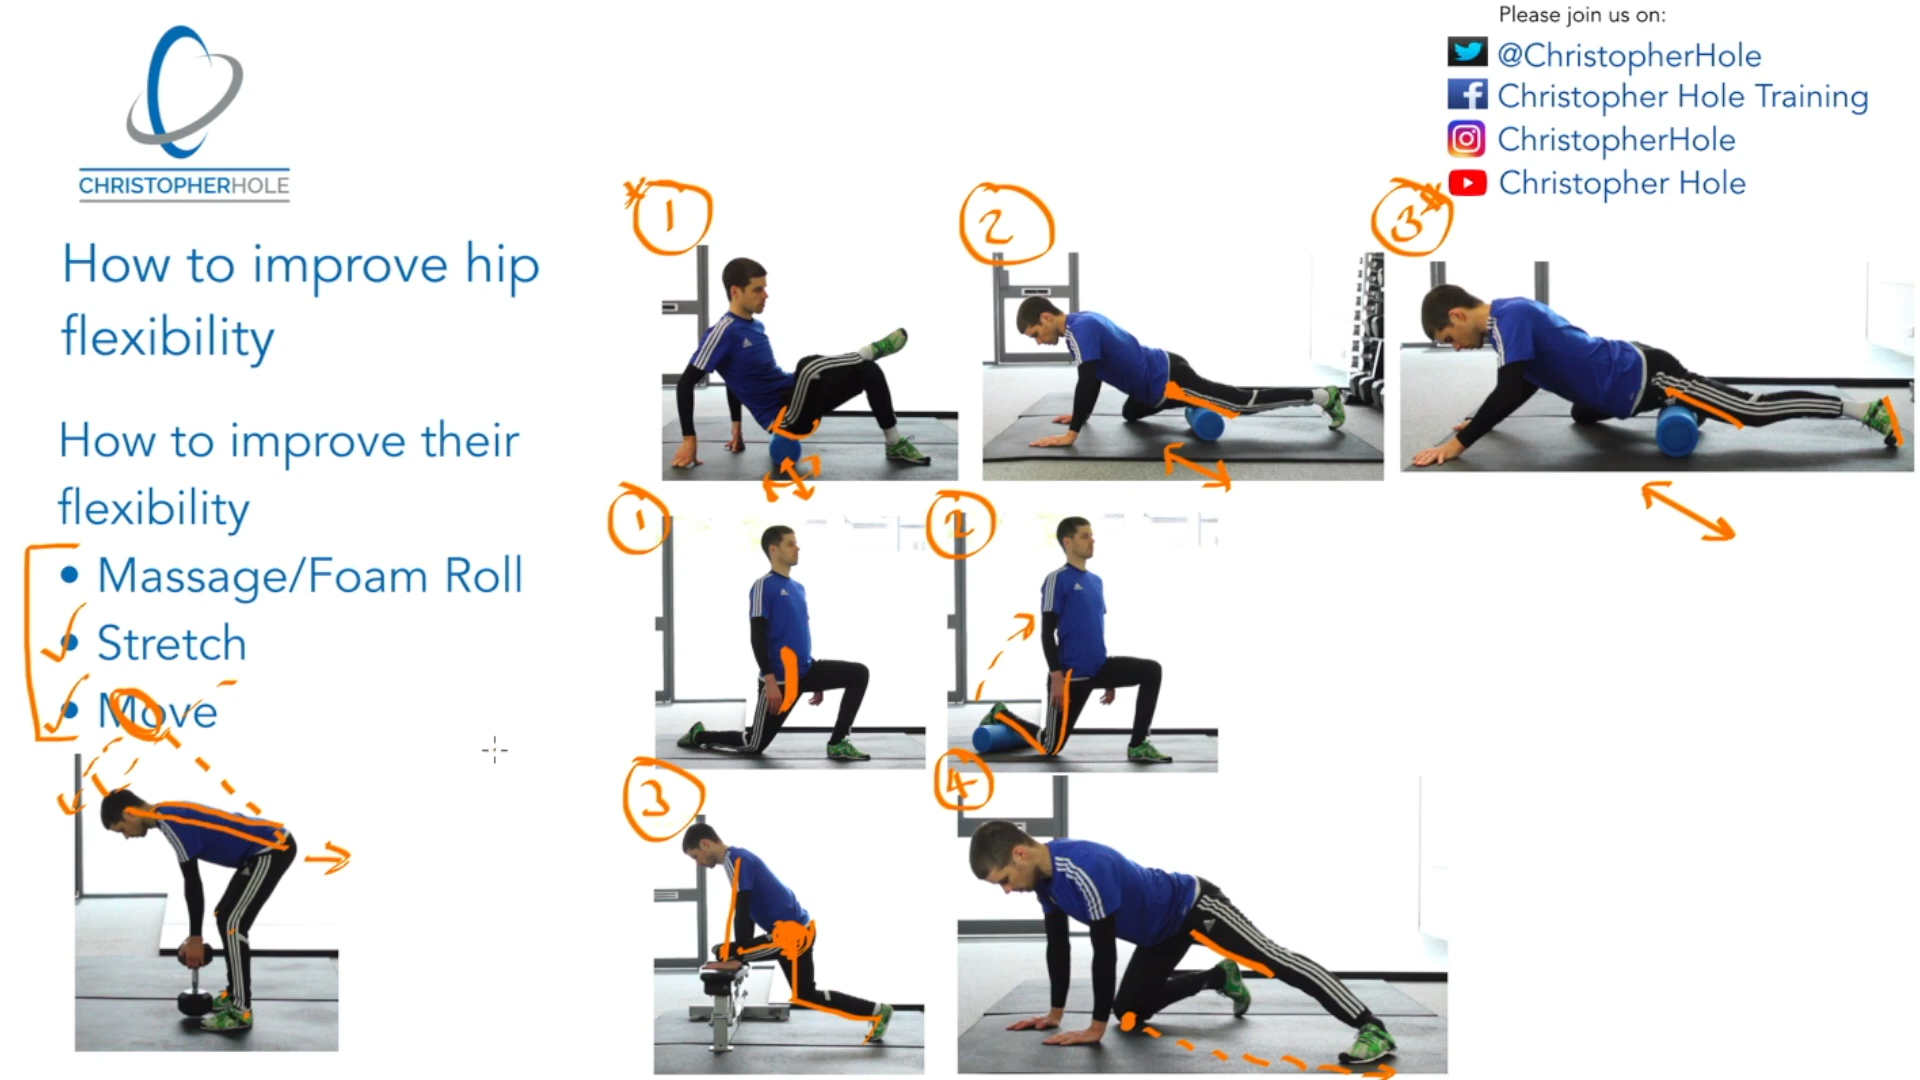 CHRISTOPHERHOLE
How to improve hip
flexibility
How to improve their
flexibility
• Massage/Foam Roll
• Stretch
• Move
Please join us on:
@ChristopherHole
Christopher Hole Training
ChristopherHole
Christopher Hole
1
2
3
1
2
3
4